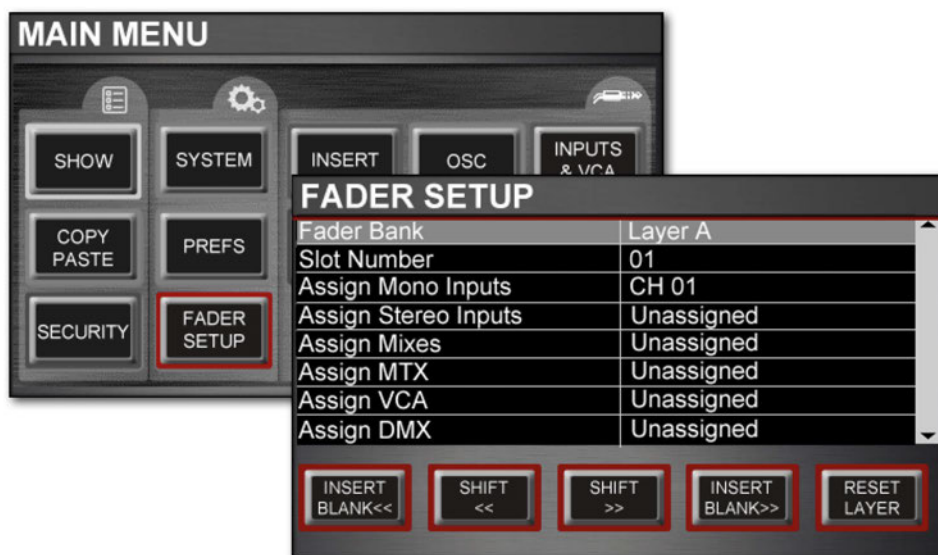 MAIN MENU
SHOW
SYSTEM
INSERT
OSC
INPUTS
& VCA
COPY
PASTE
PREFS
SECURITY
FADER
SETUP
FADER SETUP
Fader Bank Layer A
Slot Number 01
Assign Mono Inputs CH 01
Assign Stereo Inputs Unassigned
Assign Mixes Unassigned
Assign MTX Unassigned
Assign VCA Unassigned
Assign DMX Unassigned
INSERT
BLANK<<
SHIFT
<<
SHIFT
>>
INSERT
BLANK>>
RESET
LAYER